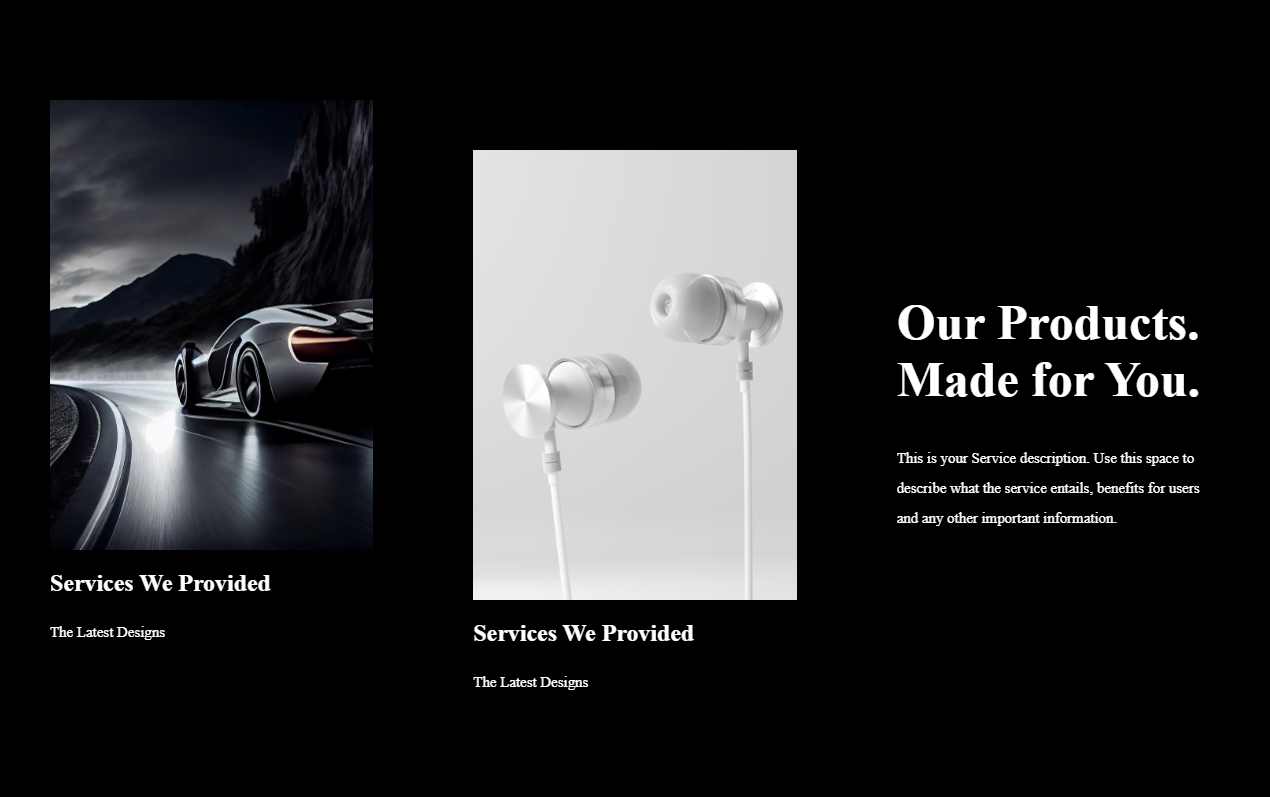 Services We Provided
The Latest Designs
Services We Provided
The Latest Designs
Our Products.
Made for You.
This is your Service description. Use this space to
describe what the service entails, benefits for users
and any other important information.